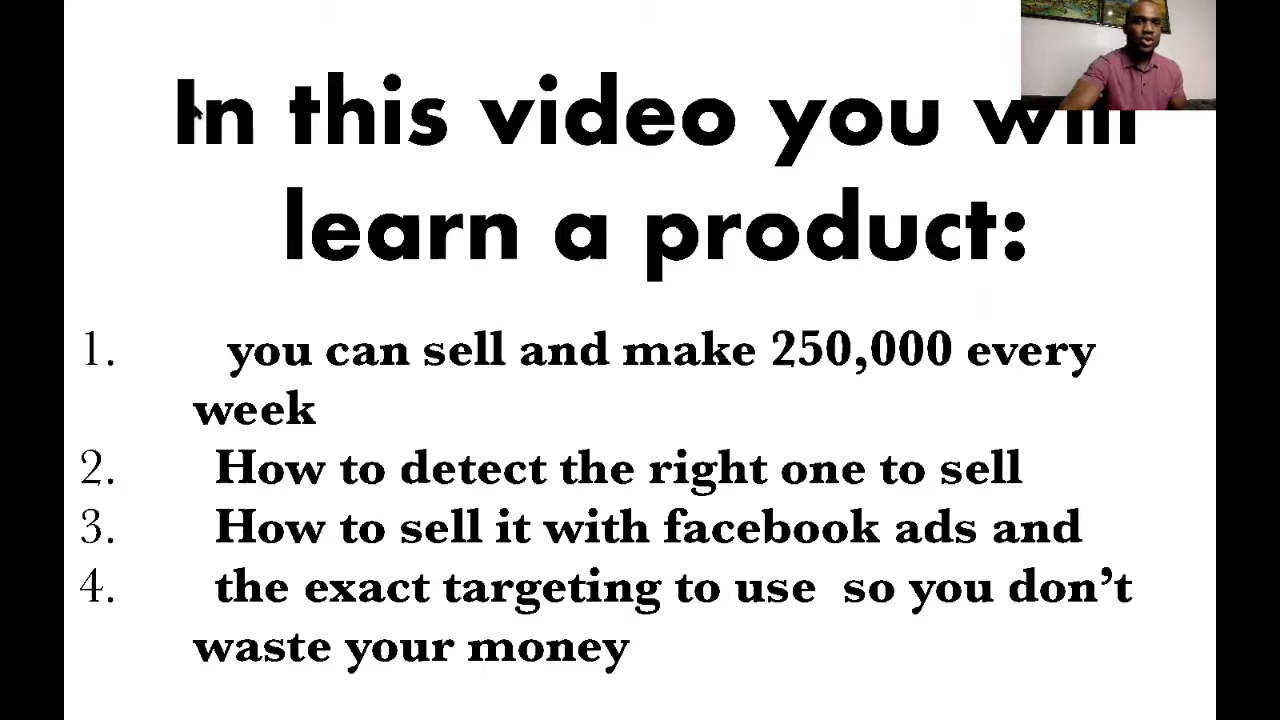 In this video you will
learn a product:
1. you can sell and make 250,000 every
week
2. How to detect the right one to sell
3. How to sell it with facebook ads and
4. the exact targeting to use so you don’t
waste your money